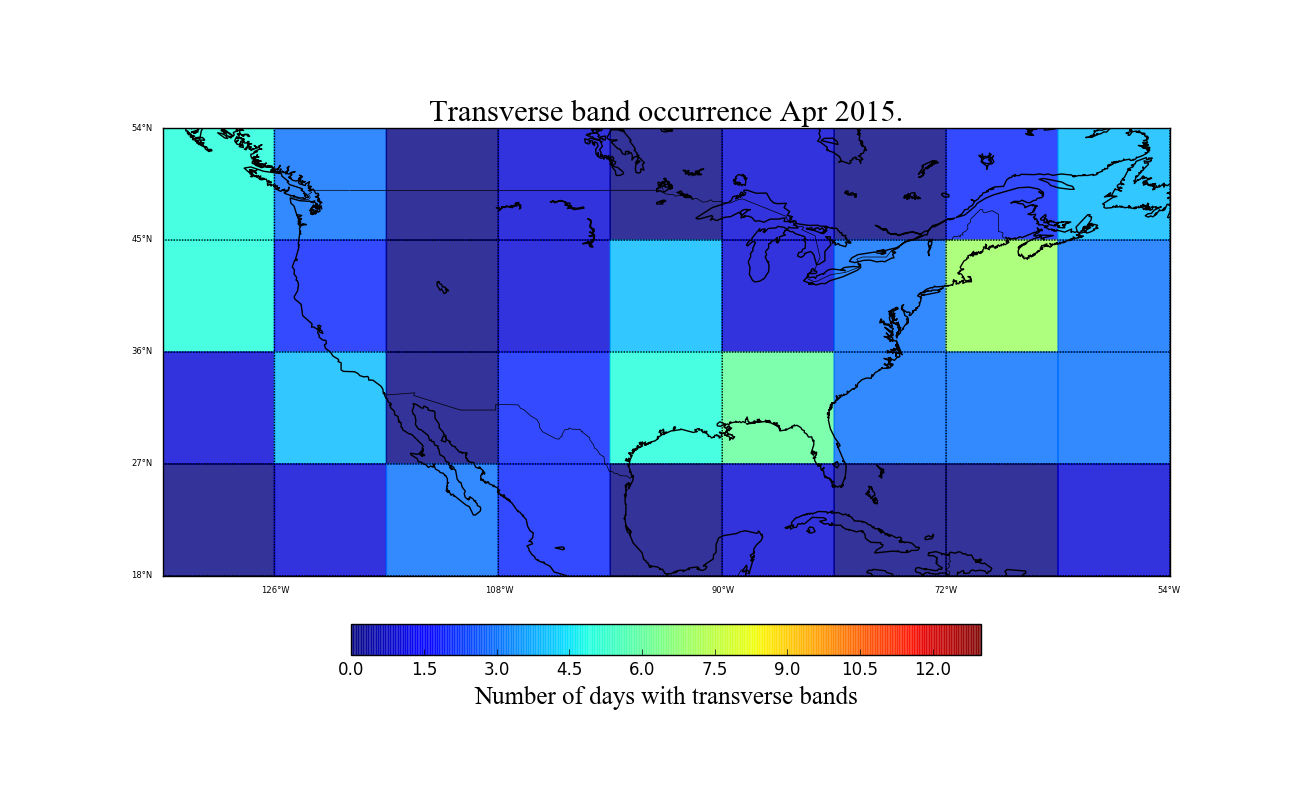 Transverse band occurrence Apr 2015.
54°N
45°N
36°N
27°N
18°N
126°W 108°W 90°W 72°W 54°W
0.0 1.5 3.0 4.5 6.0 7.5 9.0 10.5 12.0
Number of days with transverse bands